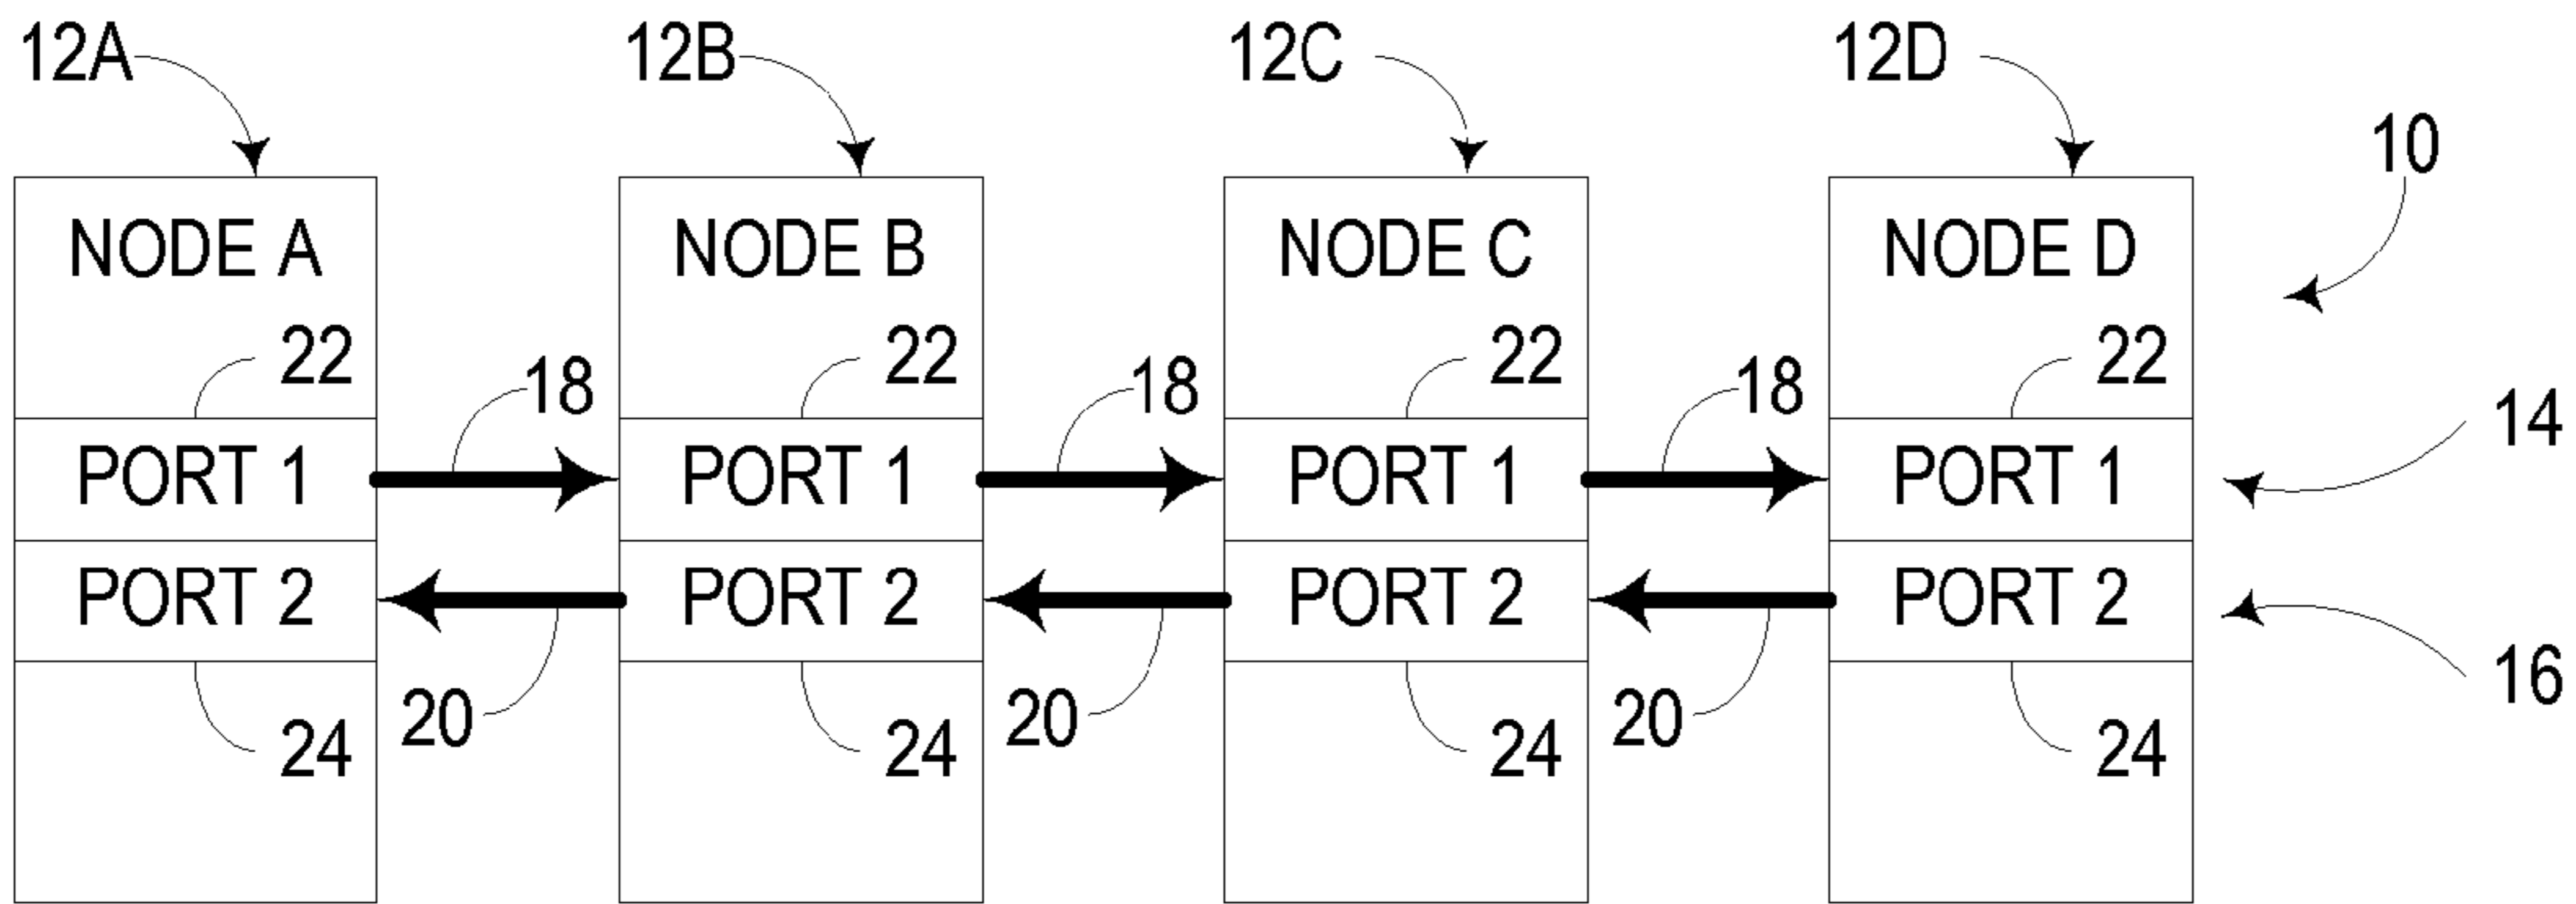 12A 12B 12C 12D
10
NODE A NODE B NODE C NODE D
22 22 22 22
18 18 18
14
PORT 1 PORT 1 PORT 1 PORT 1
PORT 2 PORT 2 PORT 2 PORT 2
16
20 20 20
24 24 24 24